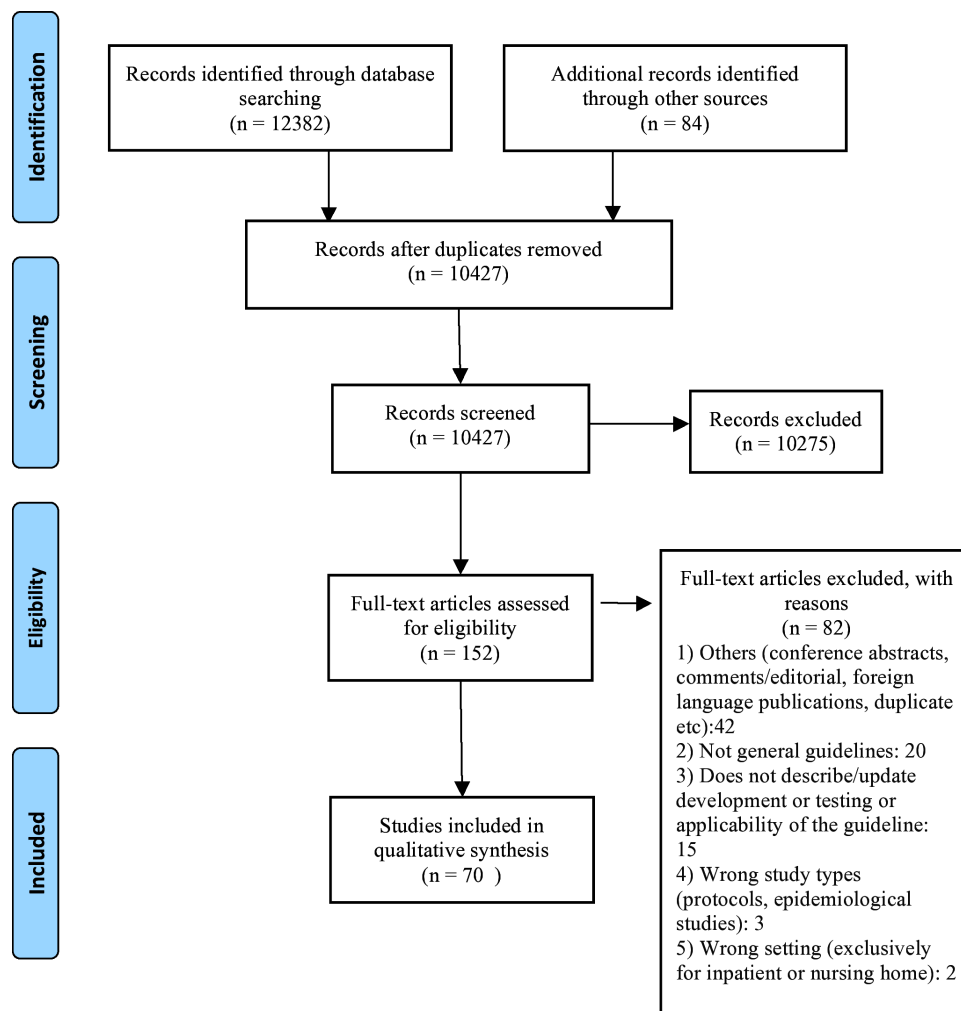 Identification
Records identified through database
searching
(n = 12382)
Additional records identified
through other sources
(n = 84)
Records after duplicates removed
(n = 10427)
Screening
Records screened
(n = 10427)
Records excluded
(n = 10275)
Eligibility
Full-text articles assessed
for eligibility
(n = 152)
Full-text articles excluded, with
reasons
(n = 82)
1) Others (conference abstracts,
comments/editorial, foreign
language publications, duplicate
etc):42
2) Not general guidelines: 20
3) Does not describe/update
development or testing or
applicability of the guideline:
15
4) Wrong study types
(protocols, epidemiological
studies): 3
5) Wrong setting (exclusively
for inpatient or nursing home): 2
Included
Studies included in
qualitative synthesis
(n = 70 )